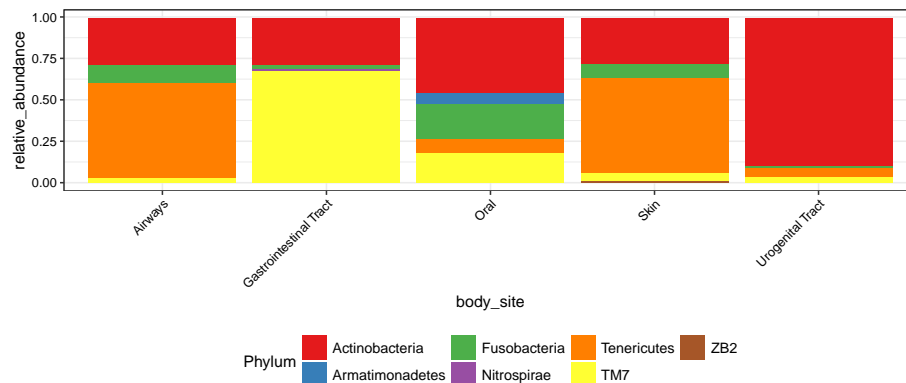 1.00
0.75
0.50
0.25
0.00
relative_abundance
Airways
Gastrointestinal Tract
Oral
Skin
Urogenital Tract
body_site
Phylum
Actinobacteria
Fusobacteria
Tenericutes
ZB2
Armatimonadetes
Nitrospirae
TM7